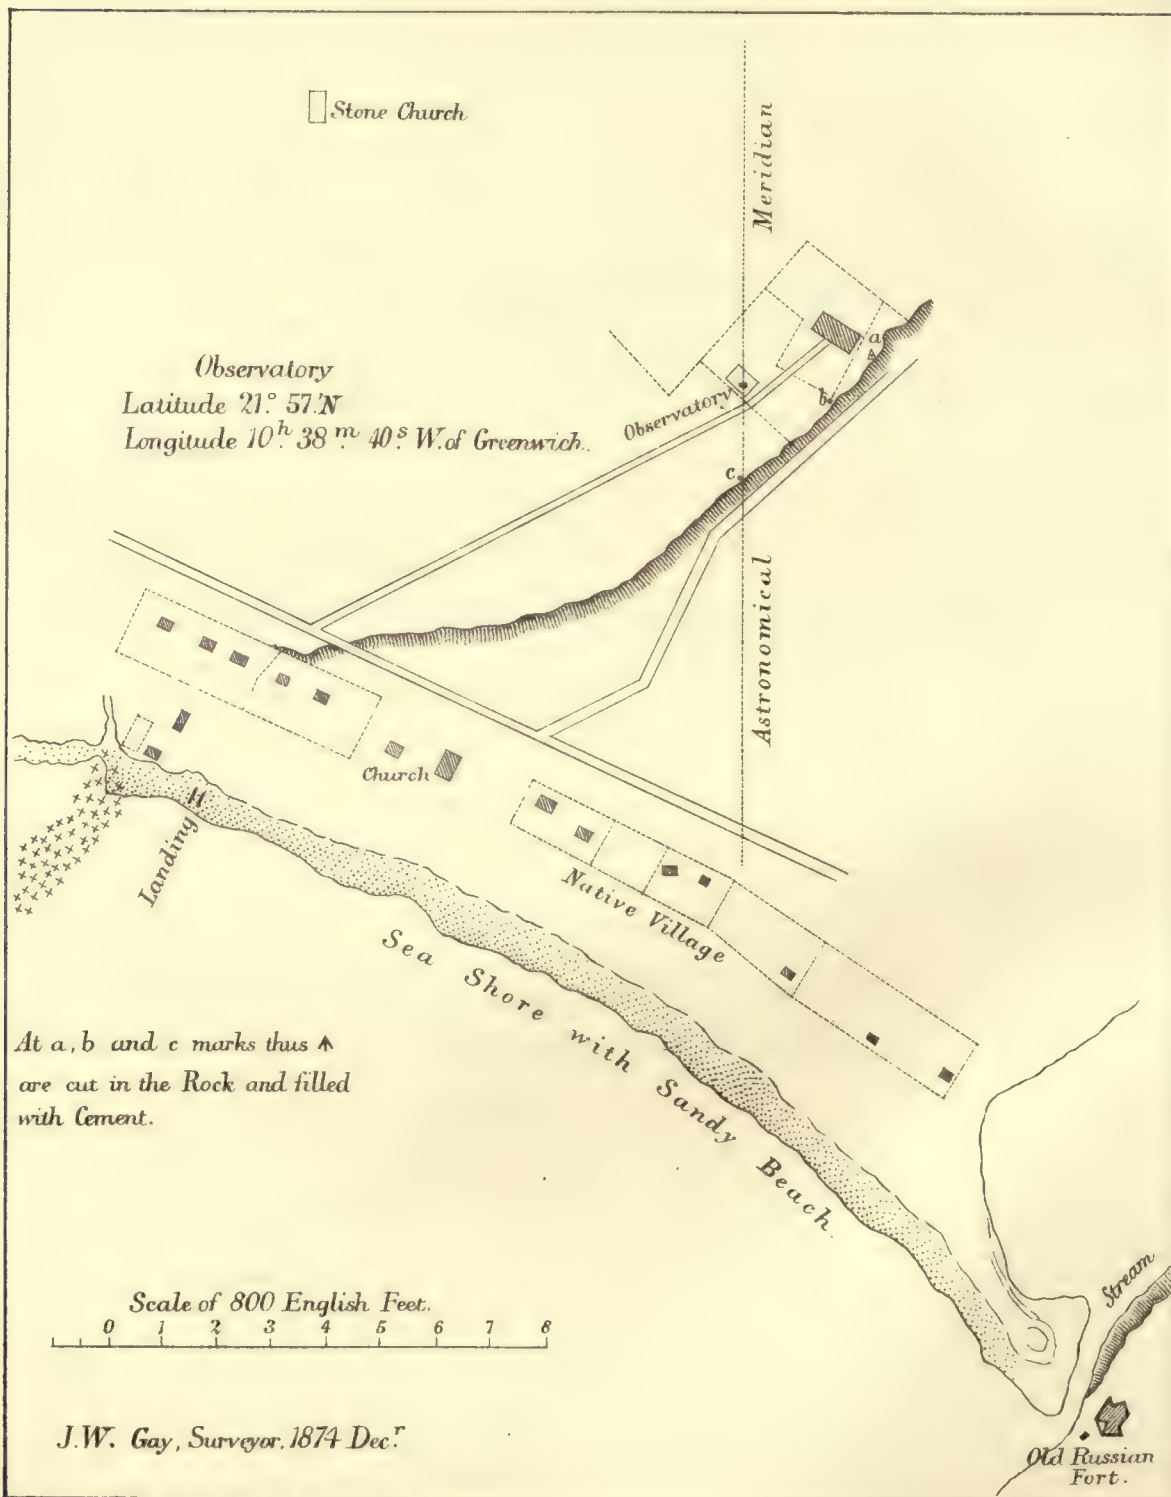 Stone Church
Meridian
Observatory
Latitude 21° 57.'N
Longitude 10ʰ 38ᵐ 40ˢ W. of Greenwich.
a
b
Observatory
c
Astronomical
Church
Landing
Native Village
Sea Shore with Sandy Beach.
At a, b and c marks thus ↑
are cut in the Rock and filled
with Cement.
Stream
Scale of 800 English Feet.
0 1 2 3 4 5 6 7 8
J.W. Gay, Surveyor, 1874 Decʳ
Old Russian
Fort.